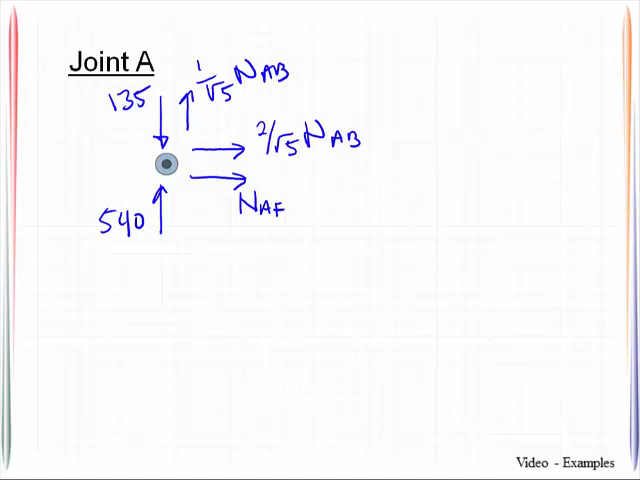 Joint A
135
1/√5 NAB
2/√5 NAB
NAF
540
Video - Examples